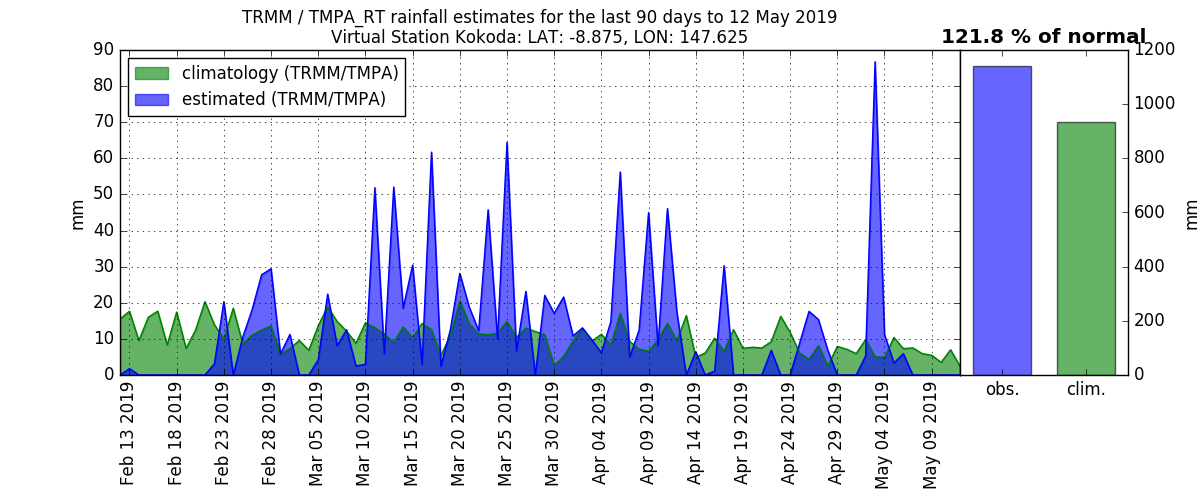 TRMM / TMPA_RT rainfall estimates for the last 90 days to 12 May 2019
Virtual Station Kokoda: LAT: -8.875, LON: 147.625
121.8 % of normal
climatology (TRMM/TMPA)
estimated (TRMM/TMPA)
90
80
70
60
50
40
30
20
10
0
mm
1200
1000
800
600
400
200
0
mm
Feb 13 2019
Feb 18 2019
Feb 23 2019
Feb 28 2019
Mar 05 2019
Mar 10 2019
Mar 15 2019
Mar 20 2019
Mar 25 2019
Mar 30 2019
Apr 04 2019
Apr 09 2019
Apr 14 2019
Apr 19 2019
Apr 24 2019
Apr 29 2019
May 04 2019
May 09 2019
obs.
clim.